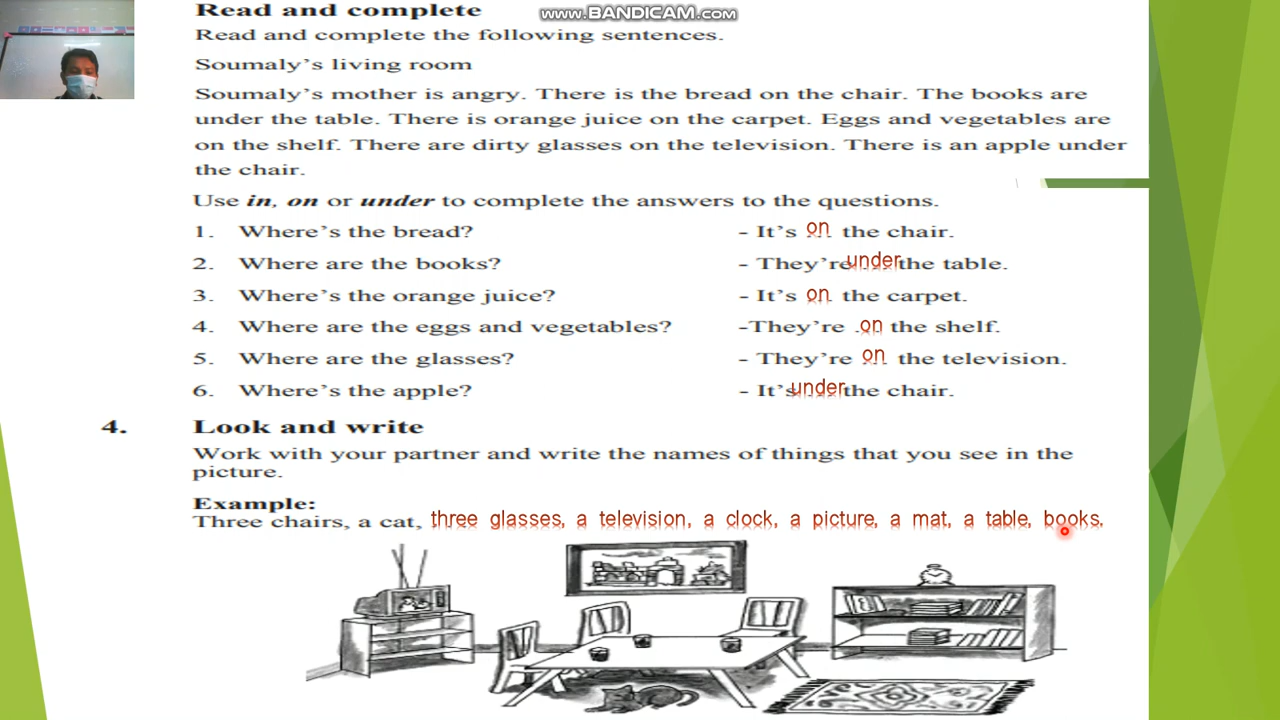 www.BANDICAM.com
Read and complete
Read and complete the following sentences.
Soumaly's living room
Soumaly's mother is angry. There is the bread on the chair. The books are
under the table. There is orange juice on the carpet. Eggs and vegetables are
on the shelf. There are dirty glasses on the television. There is an apple under
the chair.
Use in, on or under to complete the answers to the questions.
1. Where's the bread? - It's on the chair.
2. Where are the books? - They're under the table.
3. Where's the orange juice? - It's on the carpet.
4. Where are the eggs and vegetables? -They're .on the shelf.
5. Where are the glasses? - They're on the television.
6. Where's the apple? - It's under the chair.
4. Look and write
Work with your partner and write the names of things that you see in the
picture.
Example:
Three chairs, a cat, three glasses, a television, a clock, a picture, a mat, a table, books.